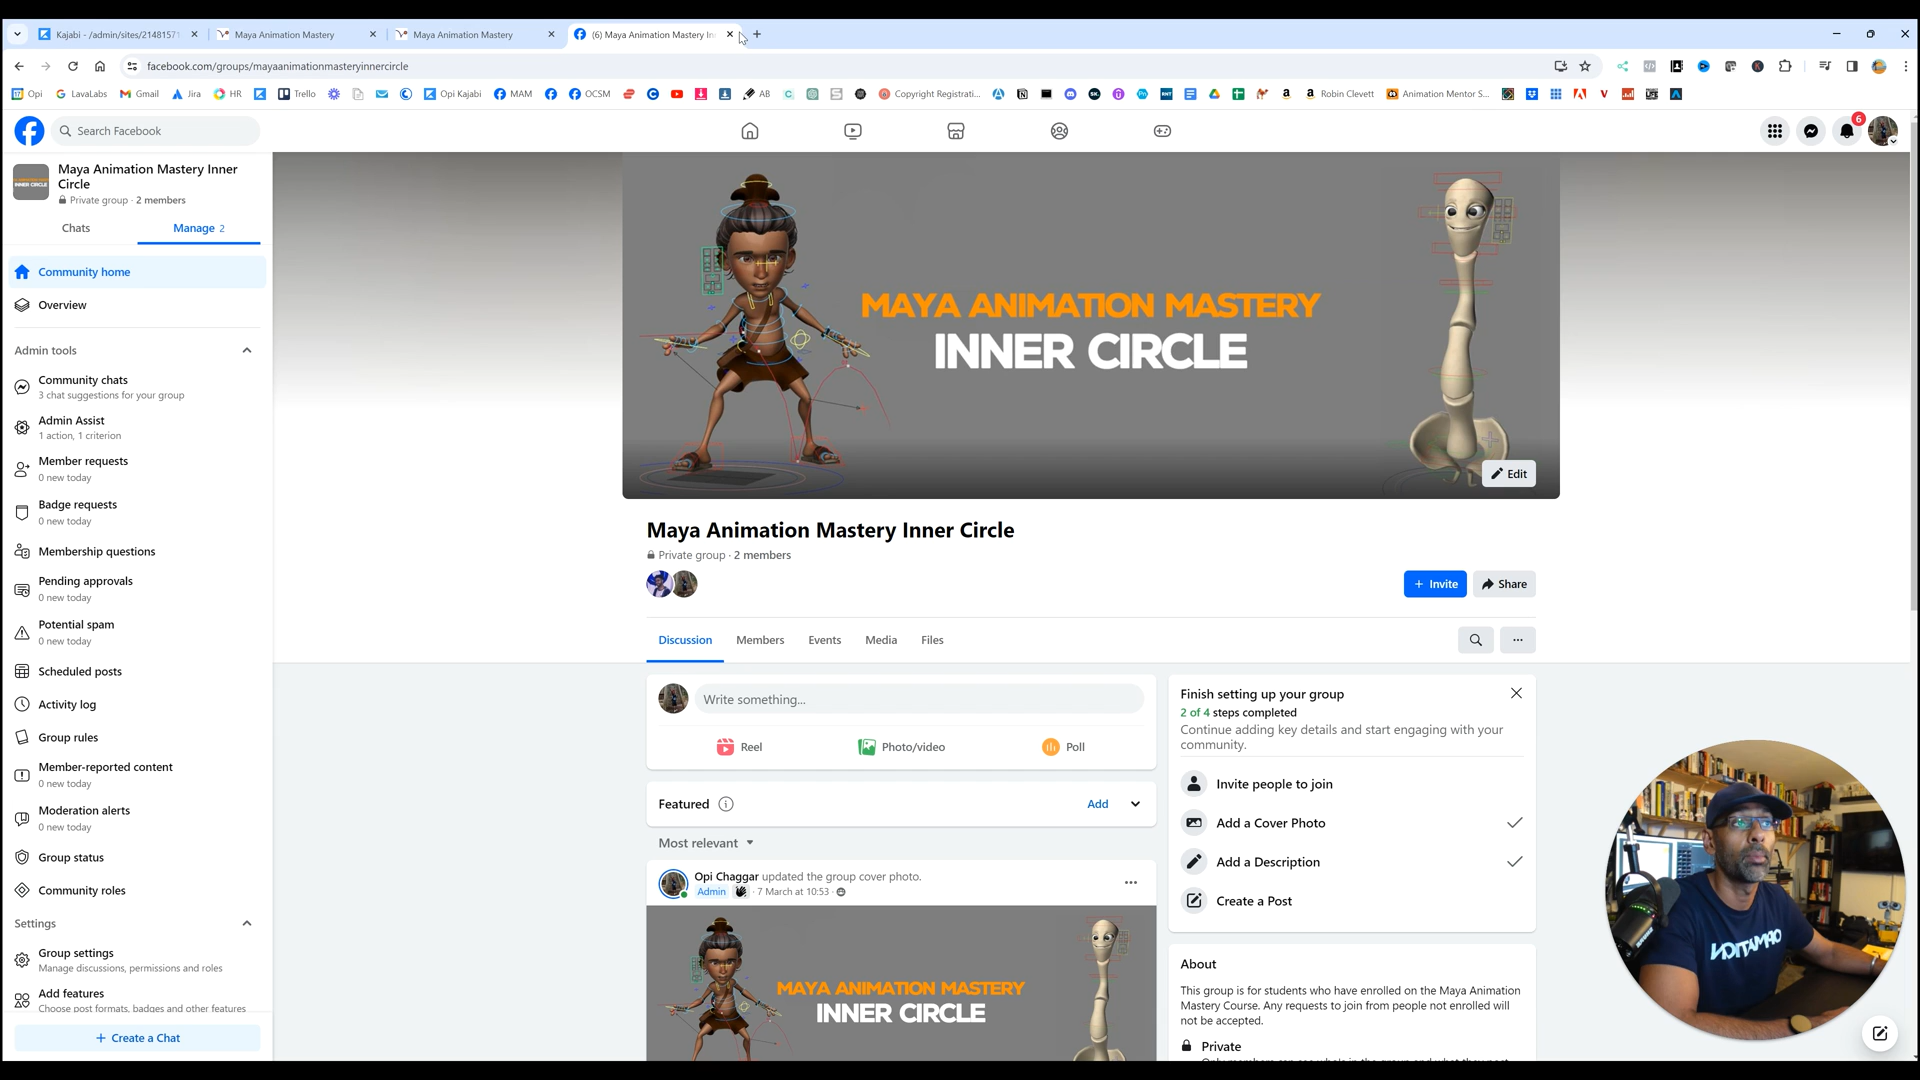 Kajabi - /admin/sites/21481571
Maya Animation Mastery
Maya Animation Mastery
(6) Maya Animation Mastery In
facebook.com/groups/mayaanimationmasteryinnercircle
Opi
LavaLabs
Gmail
Jira
HR
Trello
Opi Kajabi
MAM
OCSM
AB
Copyright Registrati...
Robin Clevett
Animation Mentor S...
Search Facebook
6
Maya Animation Mastery Inner
Circle
Private group · 2 members
Chats
Manage 2
Community home
Overview
Admin tools
Community chats
3 chat suggestions for your group
Admin Assist
1 action, 1 criterion
Member requests
0 new today
Badge requests
0 new today
Membership questions
Pending approvals
0 new today
Potential spam
0 new today
Scheduled posts
Activity log
Group rules
Member-reported content
0 new today
Moderation alerts
0 new today
Group status
Community roles
Settings
Group settings
Manage discussions, permissions and roles
Add features
Choose post formats, badges and other features
+ Create a Chat
MAYA ANIMATION MASTERY
INNER CIRCLE
Edit
Maya Animation Mastery Inner Circle
Private group · 2 members
+ Invite
Share
Discussion
Members
Events
Media
Files
Write something...
Reel
Photo/video
Poll
Featured
Add
Most relevant
Opi Chaggar updated the group cover photo.
Admin · 7 March at 10:53 ·
MAYA ANIMATION MASTERY
INNER CIRCLE
Finish setting up your group
2 of 4 steps completed
Continue adding key details and start engaging with your
community.
Invite people to join
Add a Cover Photo
Add a Description
Create a Post
About
This group is for students who have enrolled on the Maya Animation
Mastery Course. Any requests to join from people not enrolled will
not be accepted.
Private